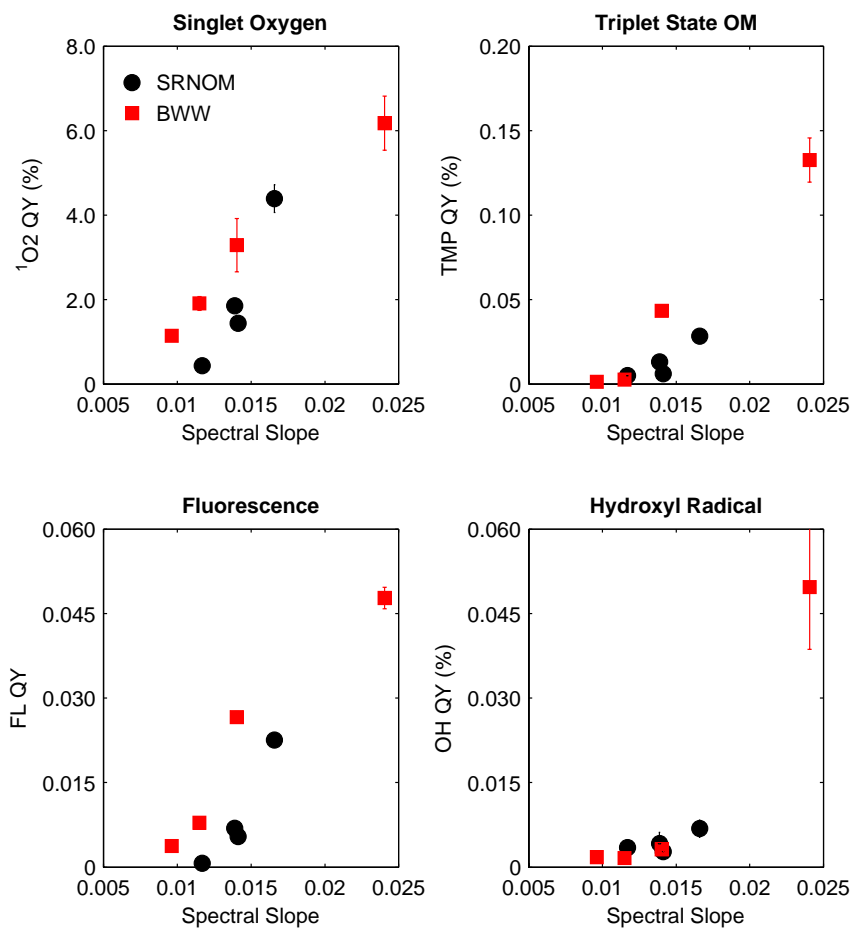 Singlet Oxygen
8.0
6.0
4.0
2.0
0
¹O2 QY (%)
SRNOM
BWW
0.005 0.01 0.015 0.02 0.025
Spectral Slope
Triplet State OM
0.20
0.15
0.10
0.05
0
TMP QY (%)
0.005 0.01 0.015 0.02 0.025
Spectral Slope
Fluorescence
0.060
0.045
0.030
0.015
0
FL QY
0.005 0.01 0.015 0.02 0.025
Spectral Slope
Hydroxyl Radical
0.060
0.045
0.030
0.015
0
OH QY (%)
0.005 0.01 0.015 0.02 0.025
Spectral Slope